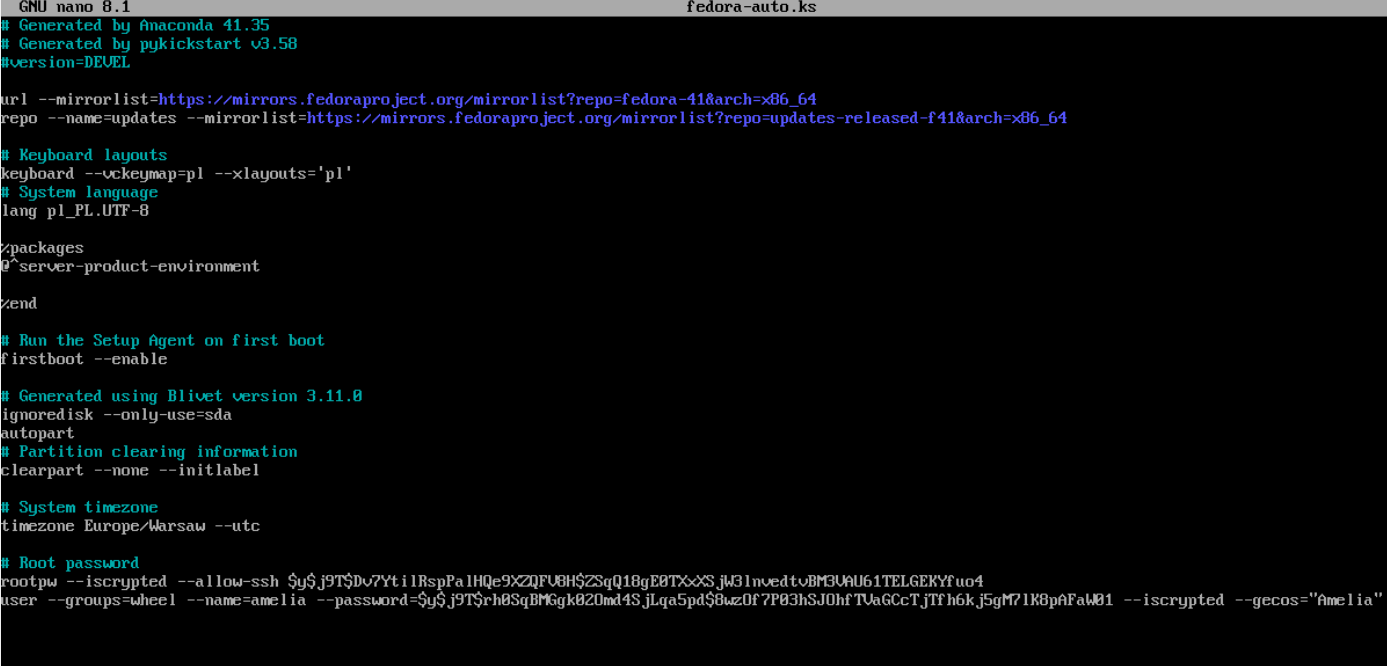 GNU nano 8.1 fedora-auto.ks
# Generated by Anaconda 41.35
# Generated by pykickstart v3.58
#version=DEVEL
url --mirrorlist=https://mirrors.fedoraproject.org/mirrorlist?repo=fedora-41&arch=x86_64
repo --name=updates --mirrorlist=https://mirrors.fedoraproject.org/mirrorlist?repo=updates-released-f41&arch=x86_64
# Keyboard layouts
keyboard --vckeymap=pl --xlayouts='pl'
# System language
lang pl_PL.UTF-8
%packages
@^server-product-environment
%end
# Run the Setup Agent on first boot
firstboot --enable
# Generated using Blivet version 3.11.0
ignoredisk --only-use=sda
autopart
# Partition clearing information
clearpart --none --initlabel
# System timezone
timezone Europe/Warsaw --utc
# Root password
rootpw --iscrypted --allow-ssh $y$j9T$Dv7YtilRspPalHQe9XZQFV8H$ZSqQ18gE0TXxXSjW3lnvedtvBM3VAU61TELGEKYfuo4
user --groups=wheel --name=amelia --password=$y$j9T$rh0SqBMGgk02Omd4SjLqa5pd$8wzOf7P03hSJOhfTVaGCcTjTfh6kj5gM7lK8pAFaW01 --iscrypted --gecos="Amelia"